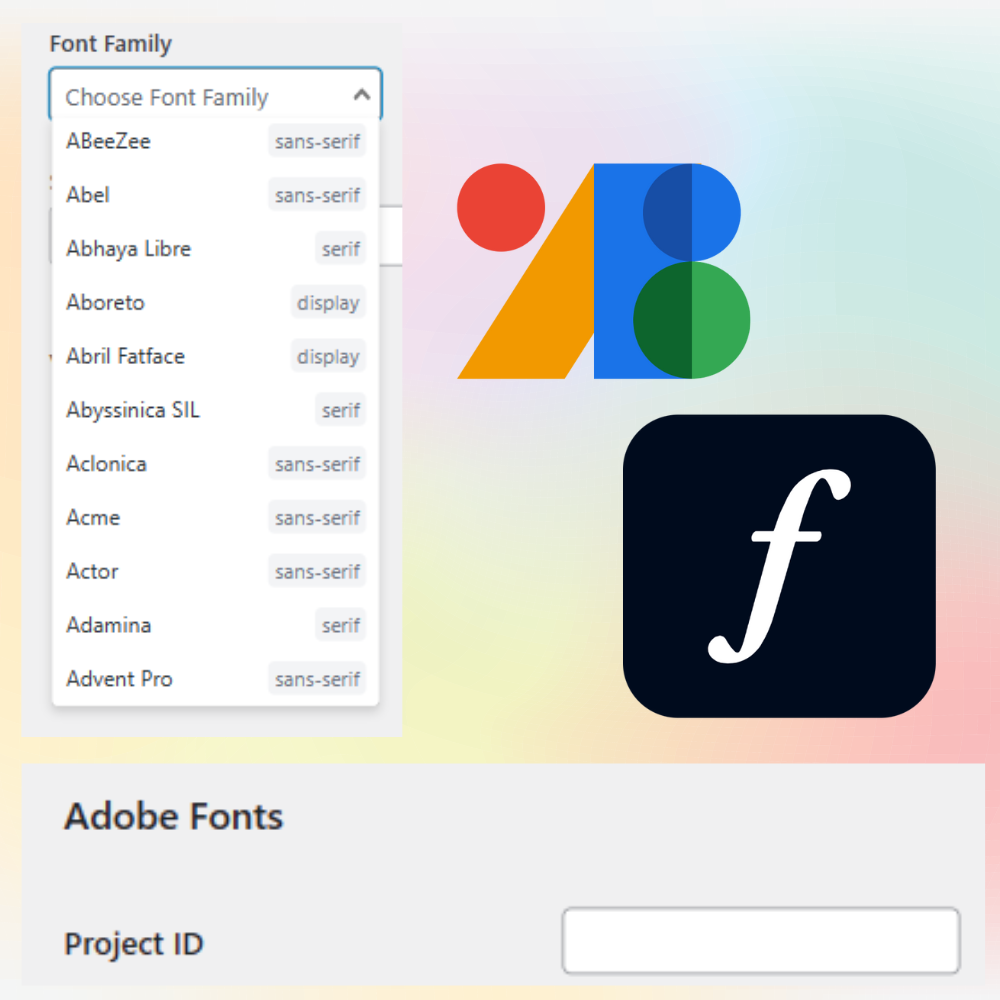 Font Family
Choose Font Family
ABeeZee sans-serif
Abel sans-serif
Abhaya Libre serif
Aboreto display
Abril Fatface display
Abyssinica SIL serif
Aclonica sans-serif
Acme sans-serif
Actor sans-serif
Adamina serif
Advent Pro sans-serif
f
Adobe Fonts
Project ID